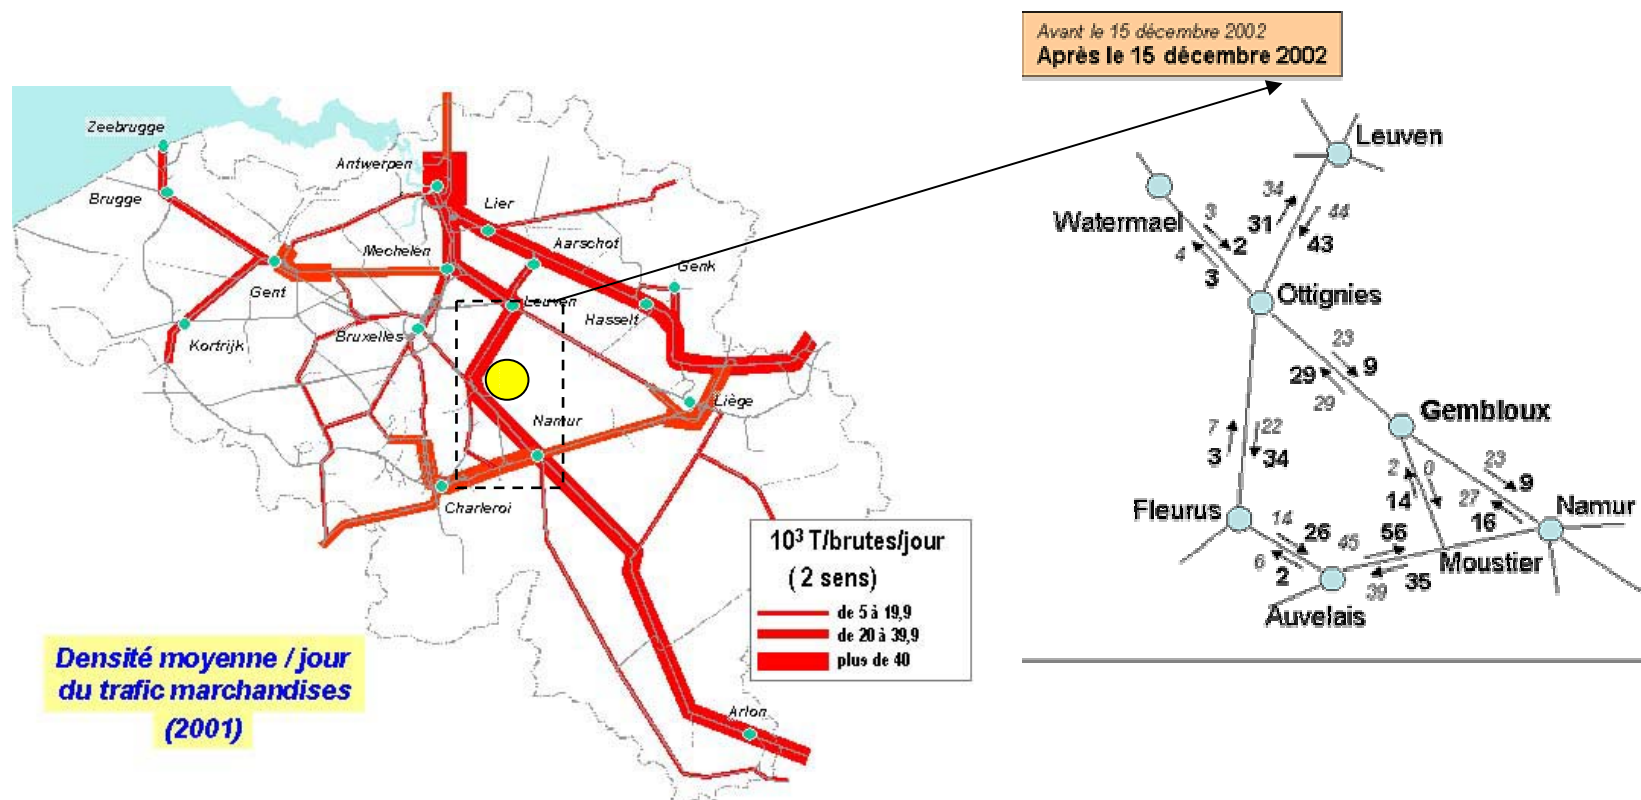 Avant le 15 décembre 2002
Après le 15 décembre 2002
Zeebrugge
Brugge
Antwerpen
Lier
Mechelen
Aarschot
Genk
Gent
Leuven
Hasselt
Kortrijk
Bruxelles
Namur
Liège
Charleroi
Arlon
10³ T/brutes/jour
( 2 sens)
de 5 à 19,9
de 20 à 39,9
plus de 40
Densité moyenne / jour
du trafic marchandises
(2001)
Leuven
Watermael
34
31
44
43
3
2
4
3
Ottignies
23
9
29
29
Gembloux
7
3
22
34
2
14
0
23
9
27
16
Namur
Fleurus
14
26
6
2
45
56
39
35
Moustier
Auvelais